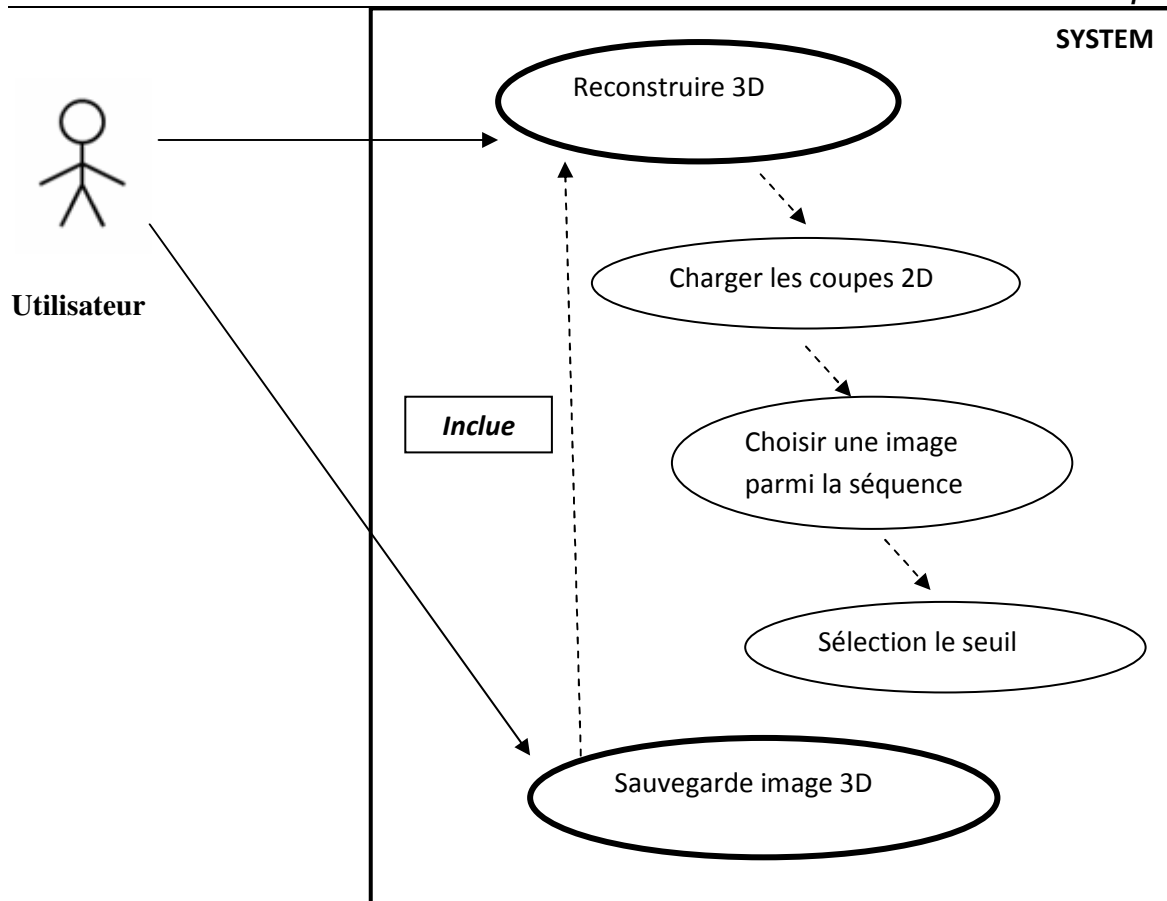 SYSTEM
Reconstruire 3D
Charger les coupes 2D
Utilisateur
Inclue
Choisir une image
parmi la séquence
Sélection le seuil
Sauvegarde image 3D